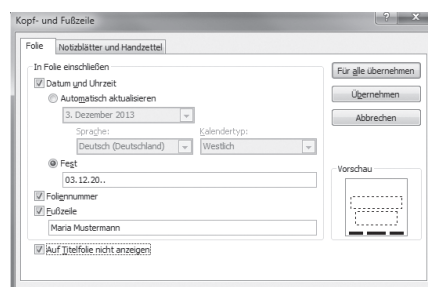 Kopf- und Fußzeile
Folie Notizblätter und Handzettel
In Folie einschließen
Datum und Uhrzeit
Automatisch aktualisieren
3. Dezember 2013
Sprache: Kalendertyp:
Deutsch (Deutschland) Westlich
Fest
03.12.20..
Foliennummer
Fußzeile
Maria Mustermann
Auf Titelfolie nicht anzeigen
Für alle übernehmen
Übernehmen
Abbrechen
Vorschau